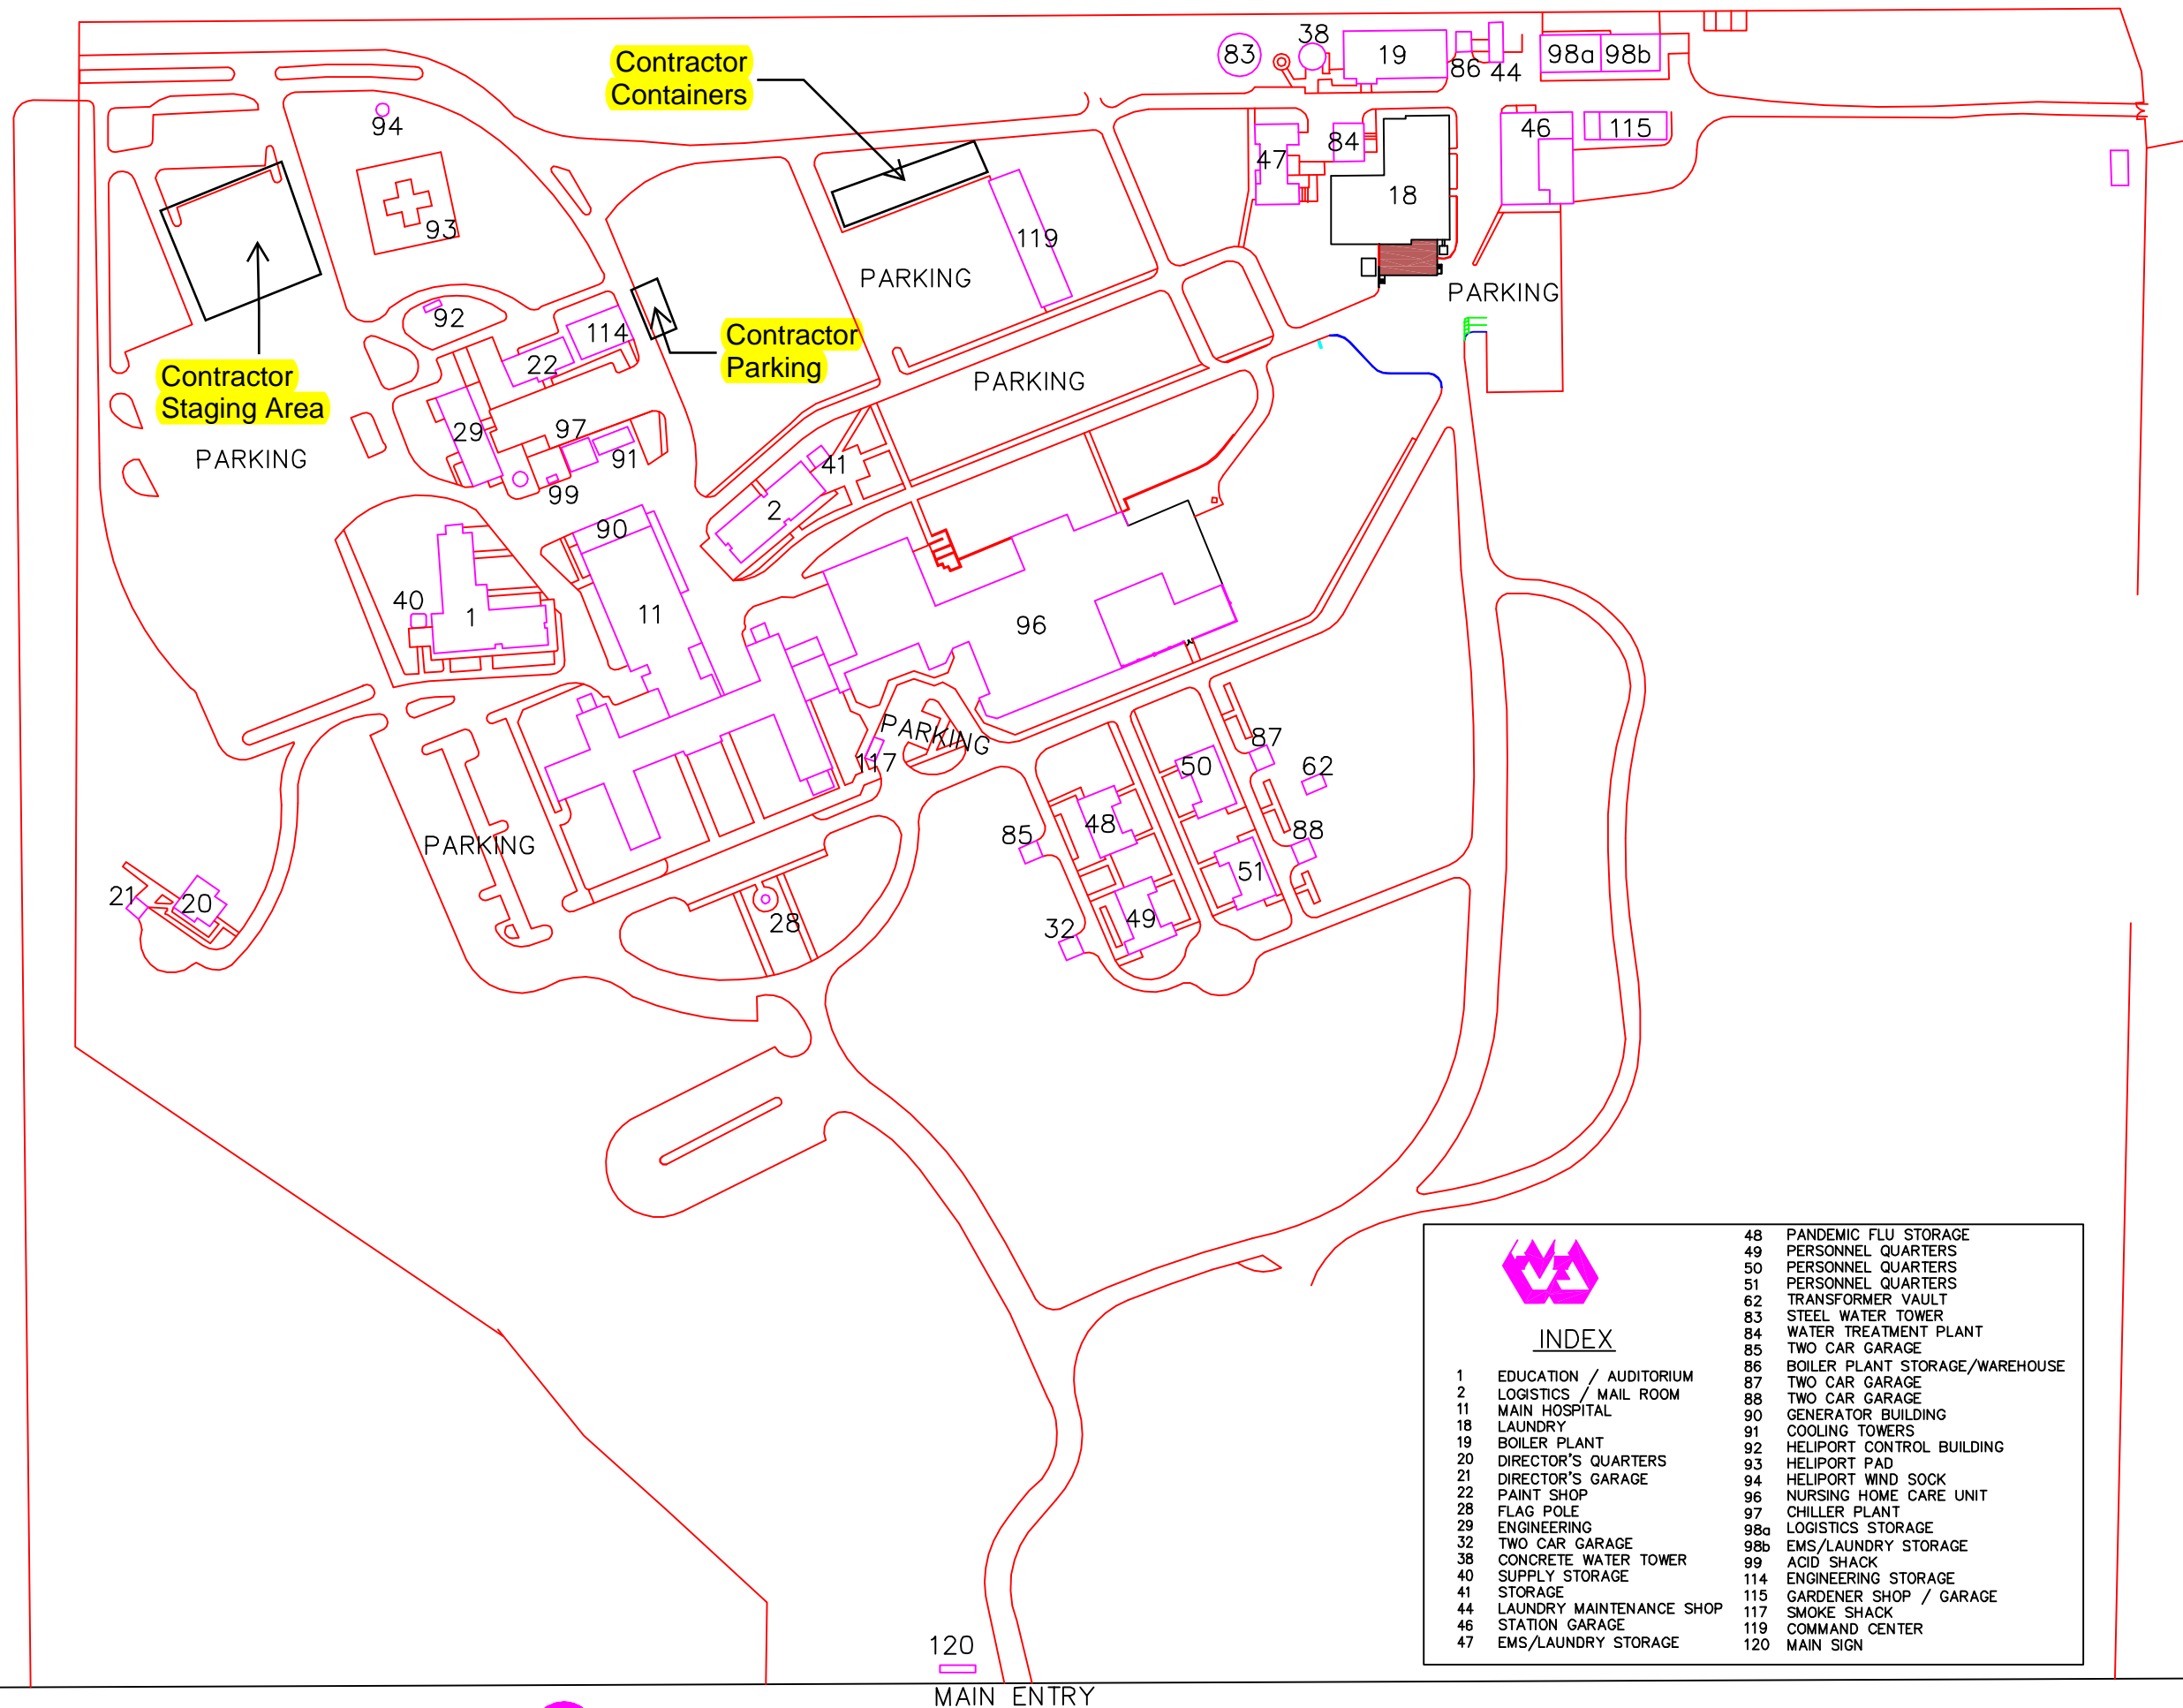 38
83
19
86
44
98a
98b
Contractor
Containers
94
46
115
84
47
18
93
119
PARKING
PARKING
92
114
Contractor
Parking
22
PARKING
Contractor
Staging Area
29
97
PARKING
91
41
99
2
90
40
1
11
96
PARKING
117
87
50
62
48
85
88
PARKING
51
21
20
49
28
32
INDEX
1 EDUCATION / AUDITORIUM
2 LOGISTICS / MAIL ROOM
11 MAIN HOSPITAL
18 LAUNDRY
19 BOILER PLANT
20 DIRECTOR'S QUARTERS
21 DIRECTOR'S GARAGE
22 PAINT SHOP
28 FLAG POLE
29 ENGINEERING
32 TWO CAR GARAGE
38 CONCRETE WATER TOWER
40 SUPPLY STORAGE
41 STORAGE
44 LAUNDRY MAINTENANCE SHOP
46 STATION GARAGE
47 EMS/LAUNDRY STORAGE
48 PANDEMIC FLU STORAGE
49 PERSONNEL QUARTERS
50 PERSONNEL QUARTERS
51 PERSONNEL QUARTERS
62 TRANSFORMER VAULT
83 STEEL WATER TOWER
84 WATER TREATMENT PLANT
85 TWO CAR GARAGE
86 BOILER PLANT STORAGE/WAREHOUSE
87 TWO CAR GARAGE
88 TWO CAR GARAGE
90 GENERATOR BUILDING
91 COOLING TOWERS
92 HELIPORT CONTROL BUILDING
93 HELIPORT PAD
94 HELIPORT WIND SOCK
96 NURSING HOME CARE UNIT
97 CHILLER PLANT
98a LOGISTICS STORAGE
98b EMS/LAUNDRY STORAGE
99 ACID SHACK
114 ENGINEERING STORAGE
115 GARDENER SHOP / GARAGE
117 SMOKE SHACK
119 COMMAND CENTER
120 MAIN SIGN
120
MAIN ENTRY